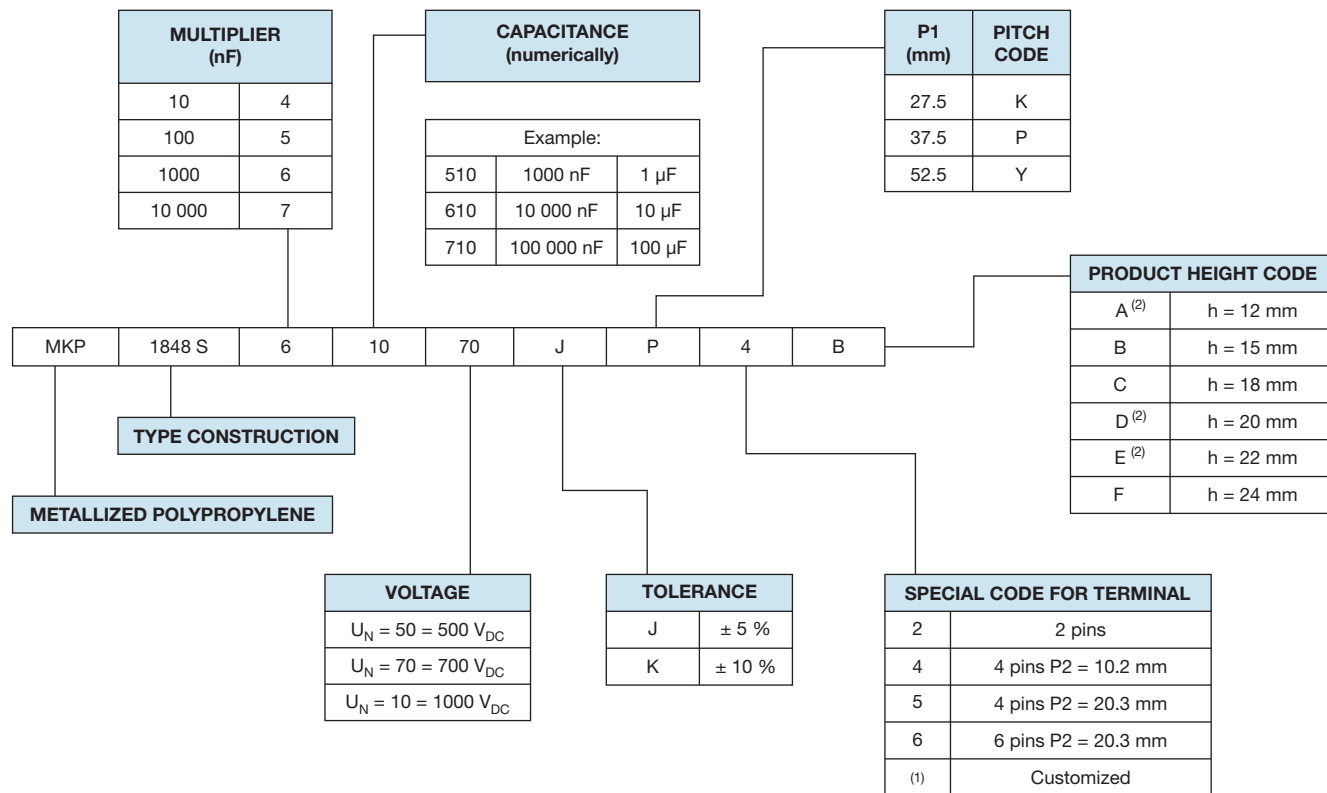 MULTIPLIER
(nF)
10 4
100 5
1000 6
10 000 7
CAPACITANCE
(numerically)
Example:
510 1000 nF 1 µF
610 10 000 nF 10 µF
710 100 000 nF 100 µF
P1
(mm)
PITCH
CODE
27.5 K
37.5 P
52.5 Y
PRODUCT HEIGHT CODE
A (2) h = 12 mm
B h = 15 mm
C h = 18 mm
D (2) h = 20 mm
E (2) h = 22 mm
F h = 24 mm
MKP 1848 S 6 10 70 J P 4 B
TYPE CONSTRUCTION
METALLIZED POLYPROPYLENE
VOLTAGE
UN = 50 = 500 VDC
UN = 70 = 700 VDC
UN = 10 = 1000 VDC
TOLERANCE
J ± 5 %
K ± 10 %
SPECIAL CODE FOR TERMINAL
2 2 pins
4 4 pins P2 = 10.2 mm
5 4 pins P2 = 20.3 mm
6 6 pins P2 = 20.3 mm
(1) Customized